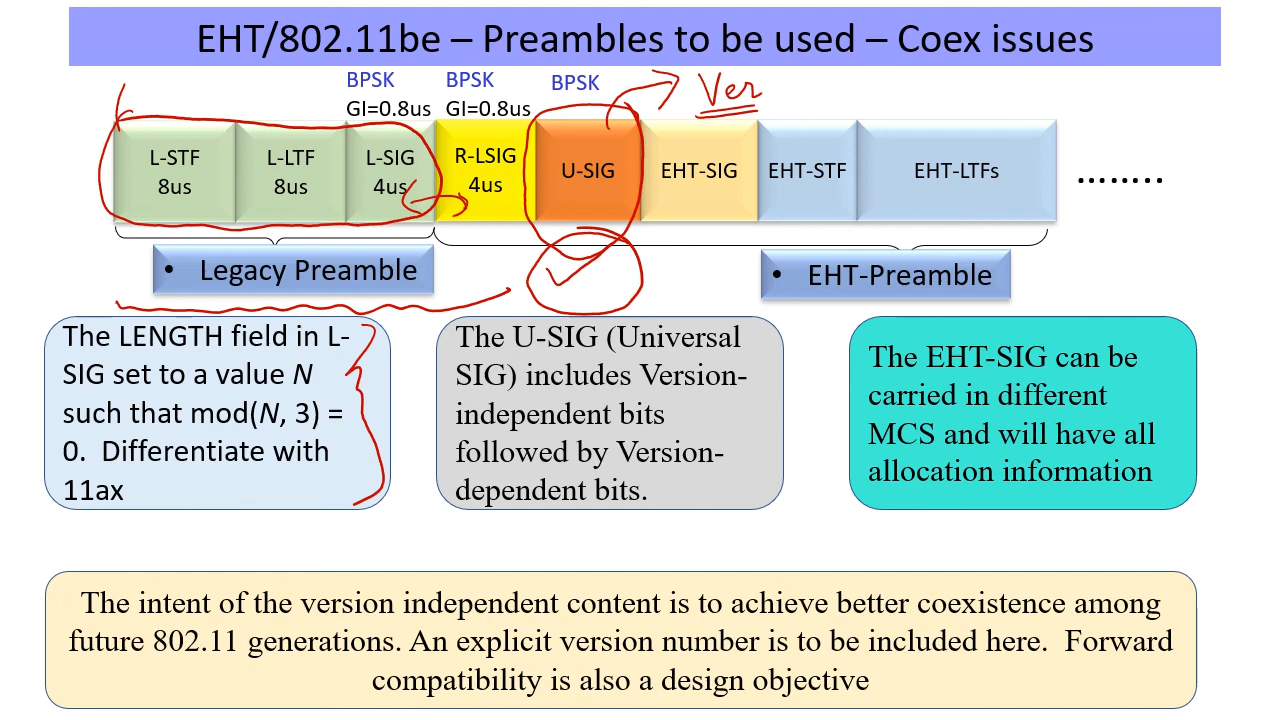 EHT/802.11be – Preambles to be used – Coex issues
BPSK
GI=0.8us
BPSK
GI=0.8us
BPSK
Ver
L-STF
8us
L-LTF
8us
L-SIG
4us
R-LSIG
4us
U-SIG
EHT-SIG
EHT-STF
EHT-LTFs
........
• Legacy Preamble
• EHT-Preamble
The LENGTH field in L-
SIG set to a value N
such that mod(N, 3) =
0.  Differentiate with
11ax
The U-SIG (Universal
SIG) includes Version-
independent bits
followed by Version-
dependent bits.
The EHT-SIG can be
carried in different
MCS and will have all
allocation information
The intent of the version independent content is to achieve better coexistence among
future 802.11 generations. An explicit version number is to be included here.  Forward
compatibility is also a design objective